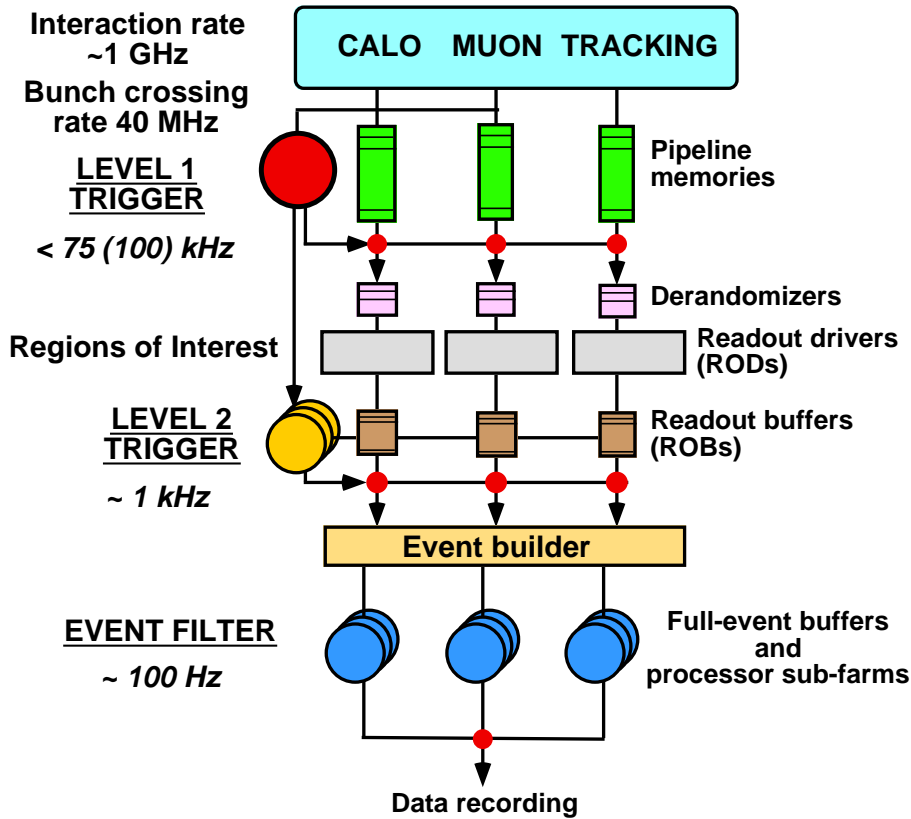 Interaction rate
~1 GHz
Bunch crossing
rate 40 MHz
CALO MUON TRACKING
LEVEL 1
TRIGGER
< 75 (100) kHz
Pipeline
memories
Derandomizers
Regions of Interest
Readout drivers
(RODs)
LEVEL 2
TRIGGER
~ 1 kHz
Readout buffers
(ROBs)
Event builder
EVENT FILTER
~ 100 Hz
Full-event buffers
and
processor sub-farms
Data recording